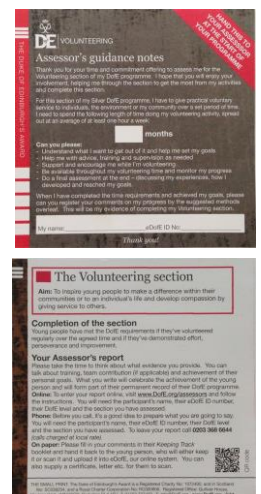 HAND THIS TO
YOUR ASSESSOR
AT THE START OF
YOUR PROGRAMME
THE DUKE OF EDINBURGH'S AWARD
DofE VOLUNTEERING
Assessor's guidance notes
Thank you for your time and commitment offering to assess me for the
Volunteering section of my DofE programme. I hope that you will enjoy your
involvement, helping me through the section to get the most from my activities
and complete this section.
For this section of my Silver DofE programme, I have to give practical voluntary
service to individuals, the environment or my community over a set period of time.
I need to spend the following length of time doing my volunteering activity, spread
out at an average of at least one hour a week:
months
Can you please:
- Understand what I want to get out of it and help me set my goals
- Help me with advice, training and supervision as needed
- Support and encourage me while I'm volunteering.
- Be available throughout my volunteering time and monitor my progress
- Do a final assessment at the end – discussing my experiences, how I
developed and reached my goals.
When I have completed the time requirements and achieved my goals, please
can you register your comments on my progress by the suggested methods
overleaf. This will be my evidence of completing my Volunteering section.
My name: eDofE ID No:
Thank you!
The Volunteering section
Aim: To inspire young people to make a difference within their
communities or to an individual's life and develop compassion by
giving service to others.
Completion of the section
Young people have met the DofE requirements if they've volunteered
regularly over the agreed time and if they've demonstrated effort,
perseverance and improvement.
Your Assessor's report
Please take the time to think about what evidence you provide. You can
talk about training, team contribution (if applicable) and achievement of their
personal goals. What you write will celebrate the achievement of the young
person and will form part of their permanent record of their DofE programme.
Online: To enter your report online, visit www.DofE.org/assessors and follow
the instructions. You will need the participant's name, their eDofE ID number,
their DofE level and the section you have assessed.
Phone: Before you call, it's a good idea to prepare what you are going to say.
You will need the participant's name, their eDofE ID number, their DofE level
and the section you have assessed. To leave your report call 0203 368 6644
(calls charged at local rate)
On paper: Please fill in your comments in their Keeping Track
booklet and hand it back to the young person, who will either keep
it or scan it and upload it into eDofE, our online system. You can
also supply a certificate, letter etc. for them to scan.
QR code
THE SMALL PRINT The Duke of Edinburgh's Award is a Registered Charity No: 1072490, and in Scotland